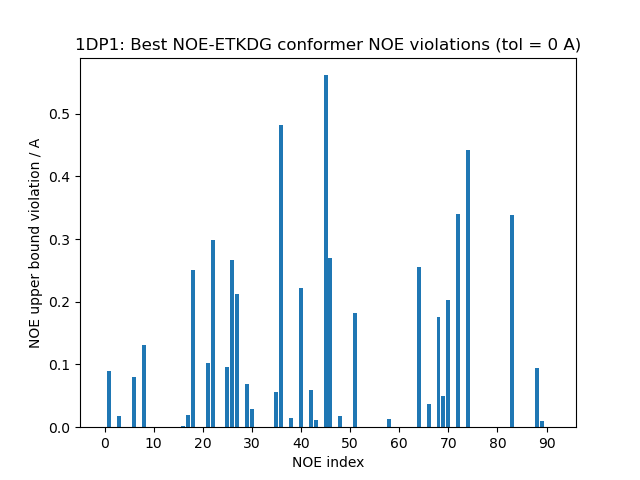 1DP1: Best NOE-ETKDG conformer NOE violations (tol = 0 A)
NOE upper bound violation / A
0.5
0.4
0.3
0.2
0.1
0.0
0 10 20 30 40 50 60 70 80 90
NOE index